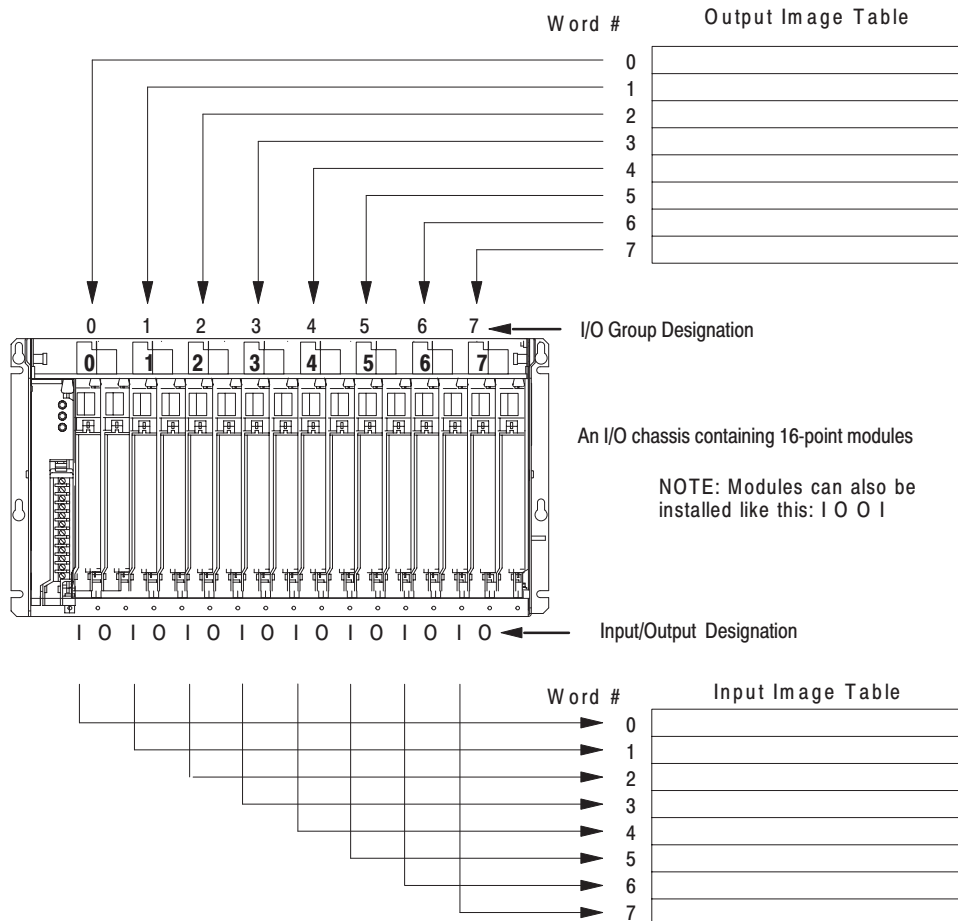 Word # Output Image Table
0
1
2
3
4
5
6
7
0 1 2 3 4 5 6 7 I/O Group Designation
0 1 2 3 4 5 6 7
An I/O chassis containing 16-point modules
NOTE: Modules can also be
installed like this: I O O I
I O I O I O I O I O I O I O I O Input/Output Designation
Word # Input Image Table
0
1
2
3
4
5
6
7